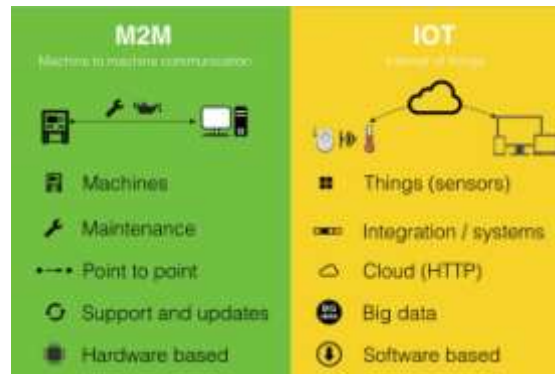 M2M
Machine to machine communication
Machines
Maintenance
Point to point
Support and updates
Hardware based
IOT
Internet of things
Things (sensors)
Integration / systems
Cloud (HTTP)
Big data
Software based